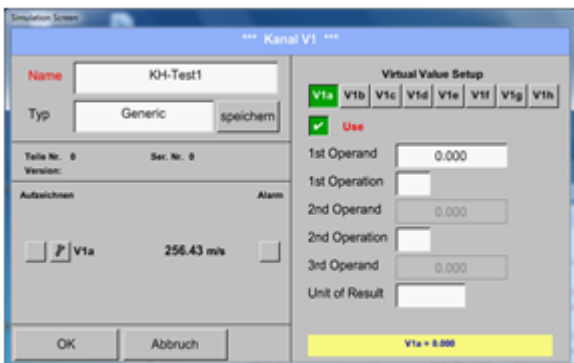 Simulation Screen
*** Kanal V1 ***
Name KH-Test1
Typ Generic speichern
Teile Nr. 0 Ser. Nr. 0
Version:
Aufzeichnen Alarm
V1a 256.43 m/s
OK Abbruch
Virtual Value Setup
V1a V1b V1c V1d V1e V1f V1g V1h
Use
1st Operand 0.000
1st Operation
2nd Operand 0.000
2nd Operation
3rd Operand 0.000
Unit of Result
V1a = 0.000